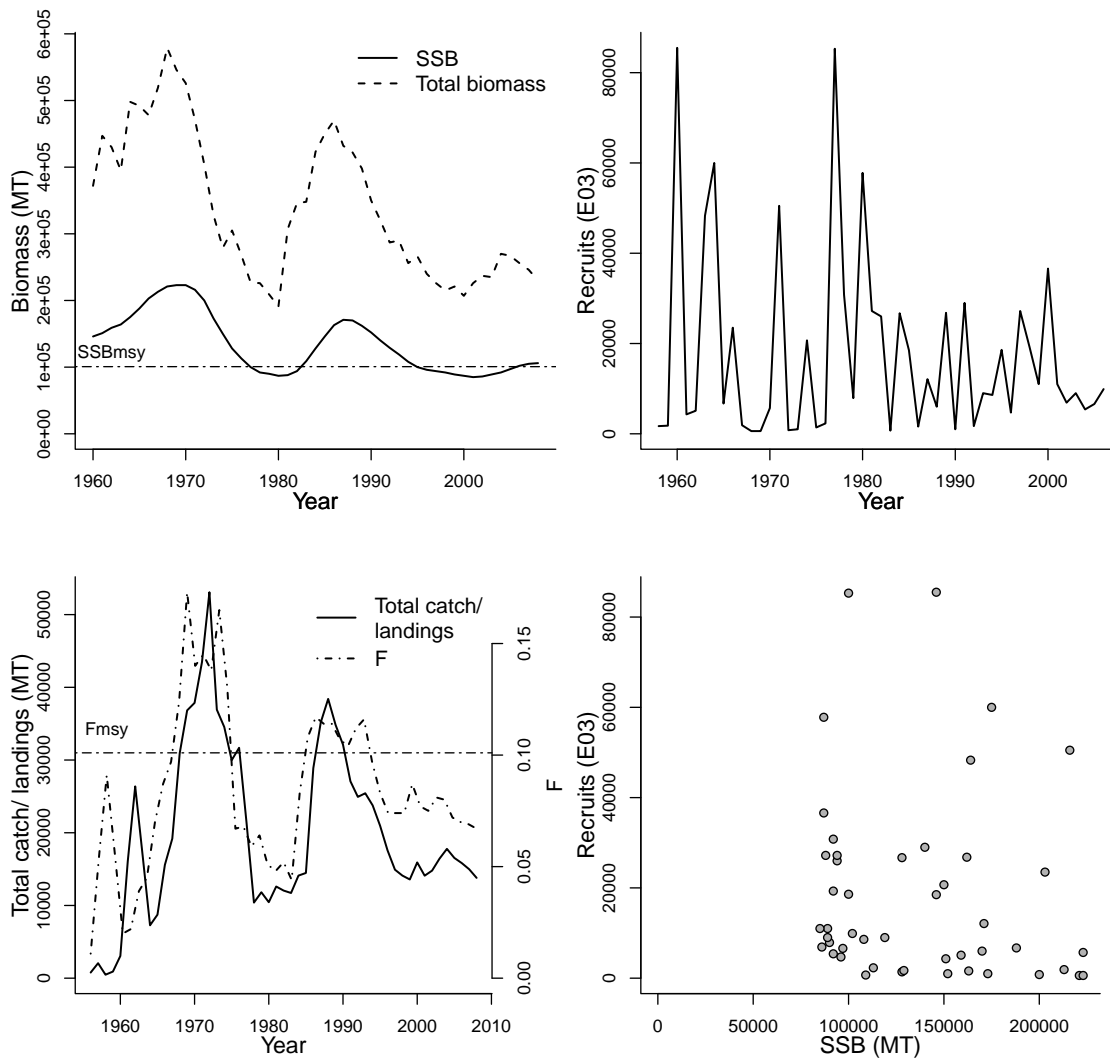 6e+05
5e+05
4e+05
3e+05
2e+05
1e+05
0e+00
Biomass (MT)
SSB
Total biomass
SSBmsy
1960 1970 1980 1990 2000
Year
80000
60000
40000
20000
0
Recruits (E03)
1960 1970 1980 1990 2000
Year
50000
40000
30000
20000
10000
0
Total catch/ landings (MT)
Total catch/
landings
F
Fmsy
0.15
0.10
0.05
0.00
F
1960 1970 1980 1990 2000 2010
Year
80000
60000
40000
20000
0
Recruits (E03)
0 50000 100000 150000 200000
SSB (MT)